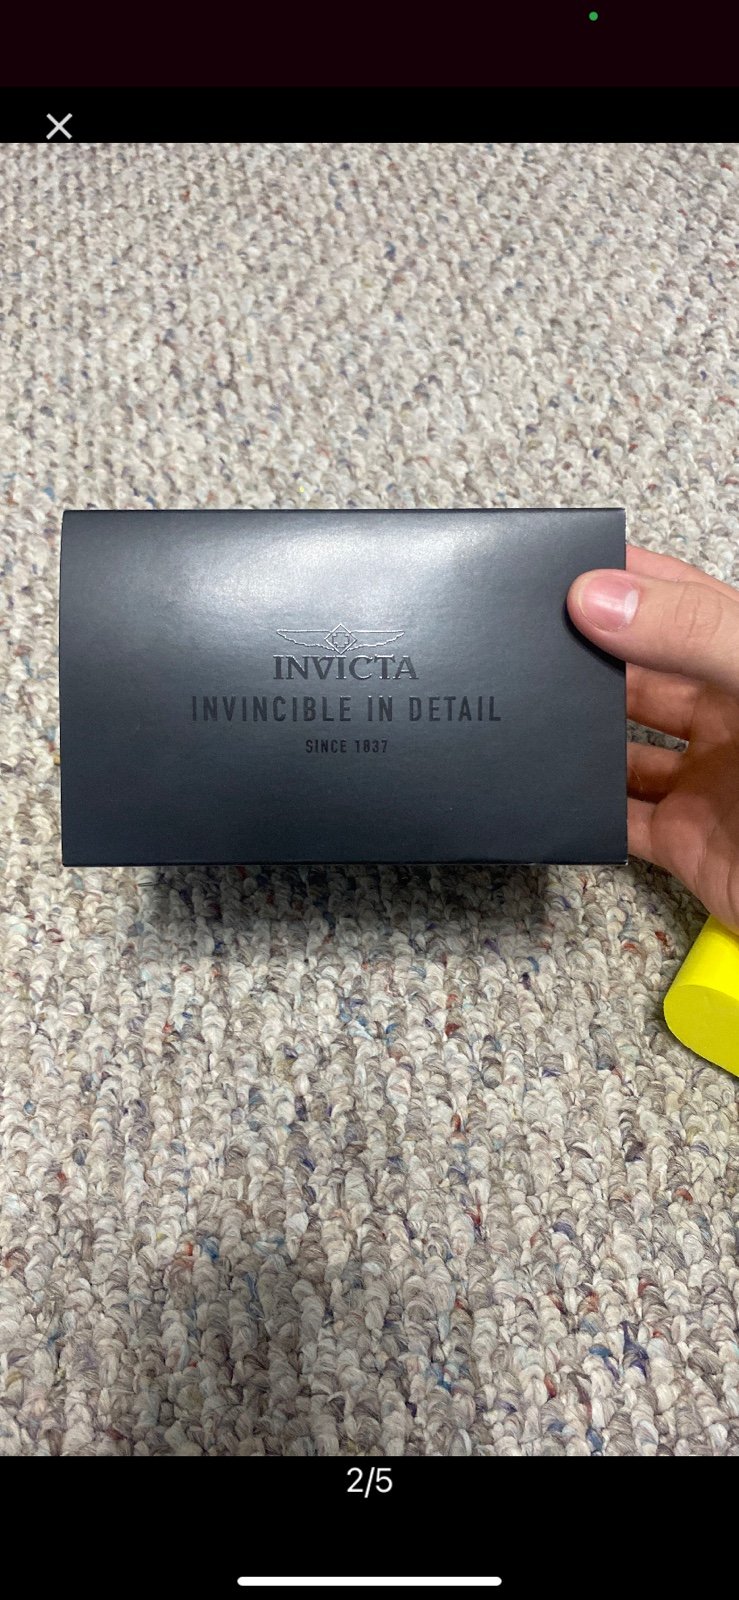 INVICTA
INVINCIBLE IN DETAIL
SINCE 1837
2/5